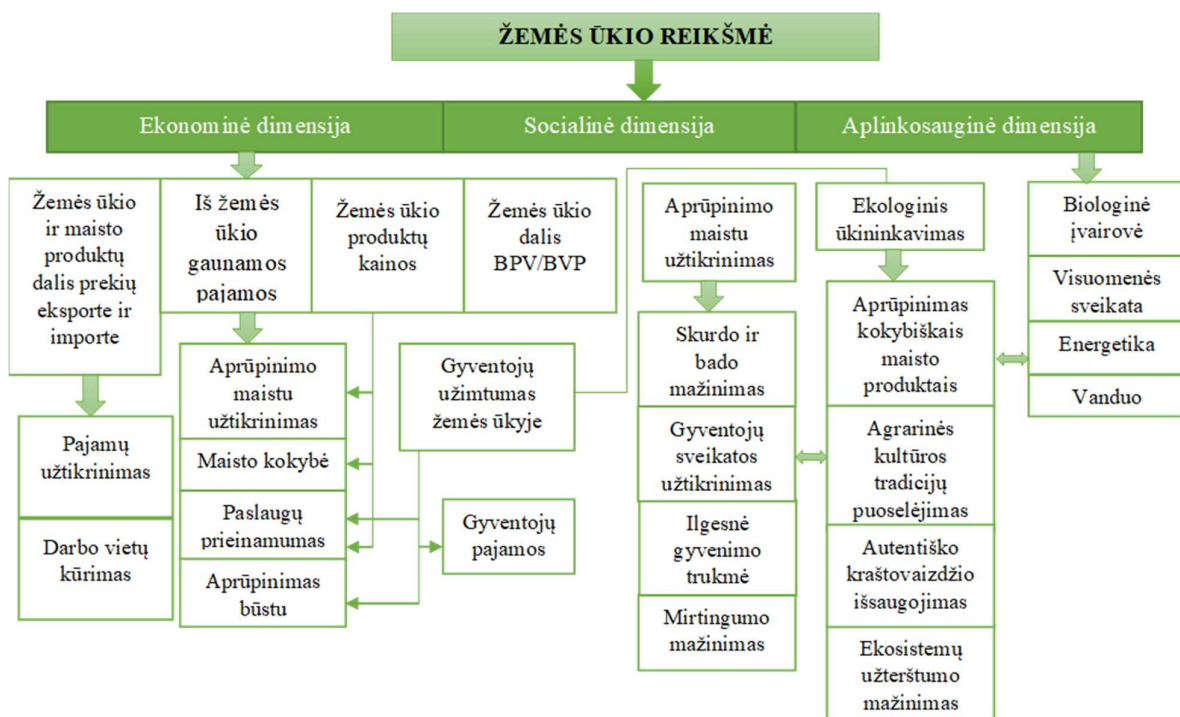 ŽEMĖS ŪKIO REIKŠMĖ
Ekonominė dimensija
Socialinė dimensija
Aplinkosauginė dimensija
Žemės ūkio
ir maisto
produktų
dalis prekių
eksporte ir
importe
Iš žemės
ūkio
gaunamos
pajamos
Žemės ūkio
produktų
kainos
Žemės ūkio
dalis
BPV/BVP
Aprūpinimo
maistu
užtikrinimas
Ekologinis
ūkininkavimas
Biologinė
įvairovė
Visuomenės
sveikata
Energetika
Vanduo
Pajamų
užtikrinimas
Darbo vietų
kūrimas
Aprūpinimo
maistu
užtikrinimas
Maisto kokybė
Paslaugų
prieinamumas
Aprūpinimas
būstu
Gyventojų
užimtumas
žemės ūkyje
Gyventojų
pajamos
Skurdo ir
bado
mažinimas
Gyventojų
sveikatos
užtikrinimas
Ilgesnė
gyvenimo
trukmė
Mirtingumo
mažinimas
Aprūpinimas
kokybiškais
maisto
produktais
Agrarinės
kultūros
tradicijų
puoselėjimas
Autentiško
kraštovaizdžio
išsaugojimas
Ekosistemų
užterštumo
mažinimas